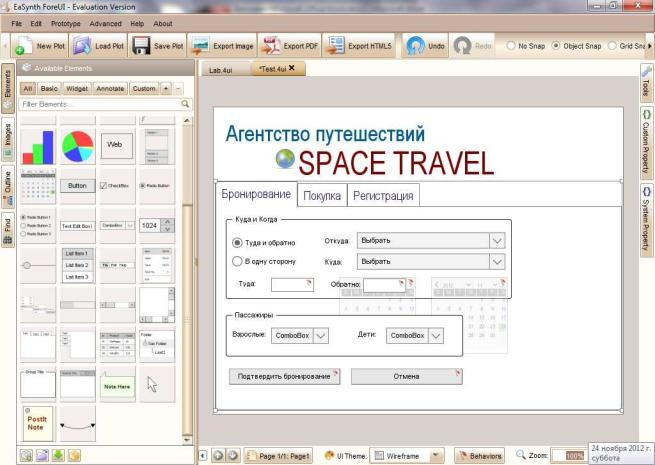 EaSynth ForeUI - Evaluation Version
File Edit Prototype Advanced Help About
New Plot Load Plot Save Plot Export Image Export PDF Export HTML5 Undo Redo No Snap Object Snap Grid Sna
Available Elements
Lab.4ui *Test.4ui
All Basic Widget Annotate Custom + -
Filter Elements...
Elements
Images
Outline
Find
Tools
Custom Property
System Property
Web
Button CheckBox Radio Button
Radio Button 1
Radio Button 2
Radio Button 3
Text Edit Box ComboBox 1024
List Item 1
List Item 2
List Item 3
Folder
Sub Folder
Leaf1
Group Title
Note Here
PostIt
Note
Агентство путешествий
SPACE TRAVEL
Бронирование Покупка Регистрация
Куда и Когда
Туда и обратно Откуда: Выбрать
В одну сторону Куда: Выбрать
Туда: Обратно:
Пассажиры
Взрослые: ComboBox Дети: ComboBox
Подтвердить бронирование Отмена
Page 1/1: Page1 UI Theme: Wireframe Behaviors Zoom: 100%
24 ноября 2012 г.
суббота